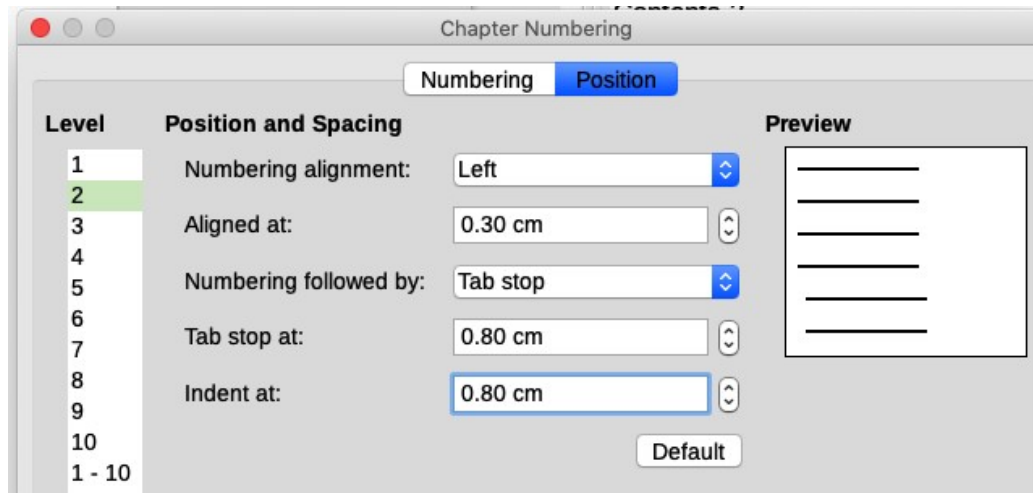 Chapter Numbering
Numbering Position
Level Position and Spacing Preview
1 Numbering alignment: Left
2
3 Aligned at: 0.30 cm
4
5 Numbering followed by: Tab stop
6
7 Tab stop at: 0.80 cm
8
9 Indent at: 0.80 cm
10
Default
1 - 10